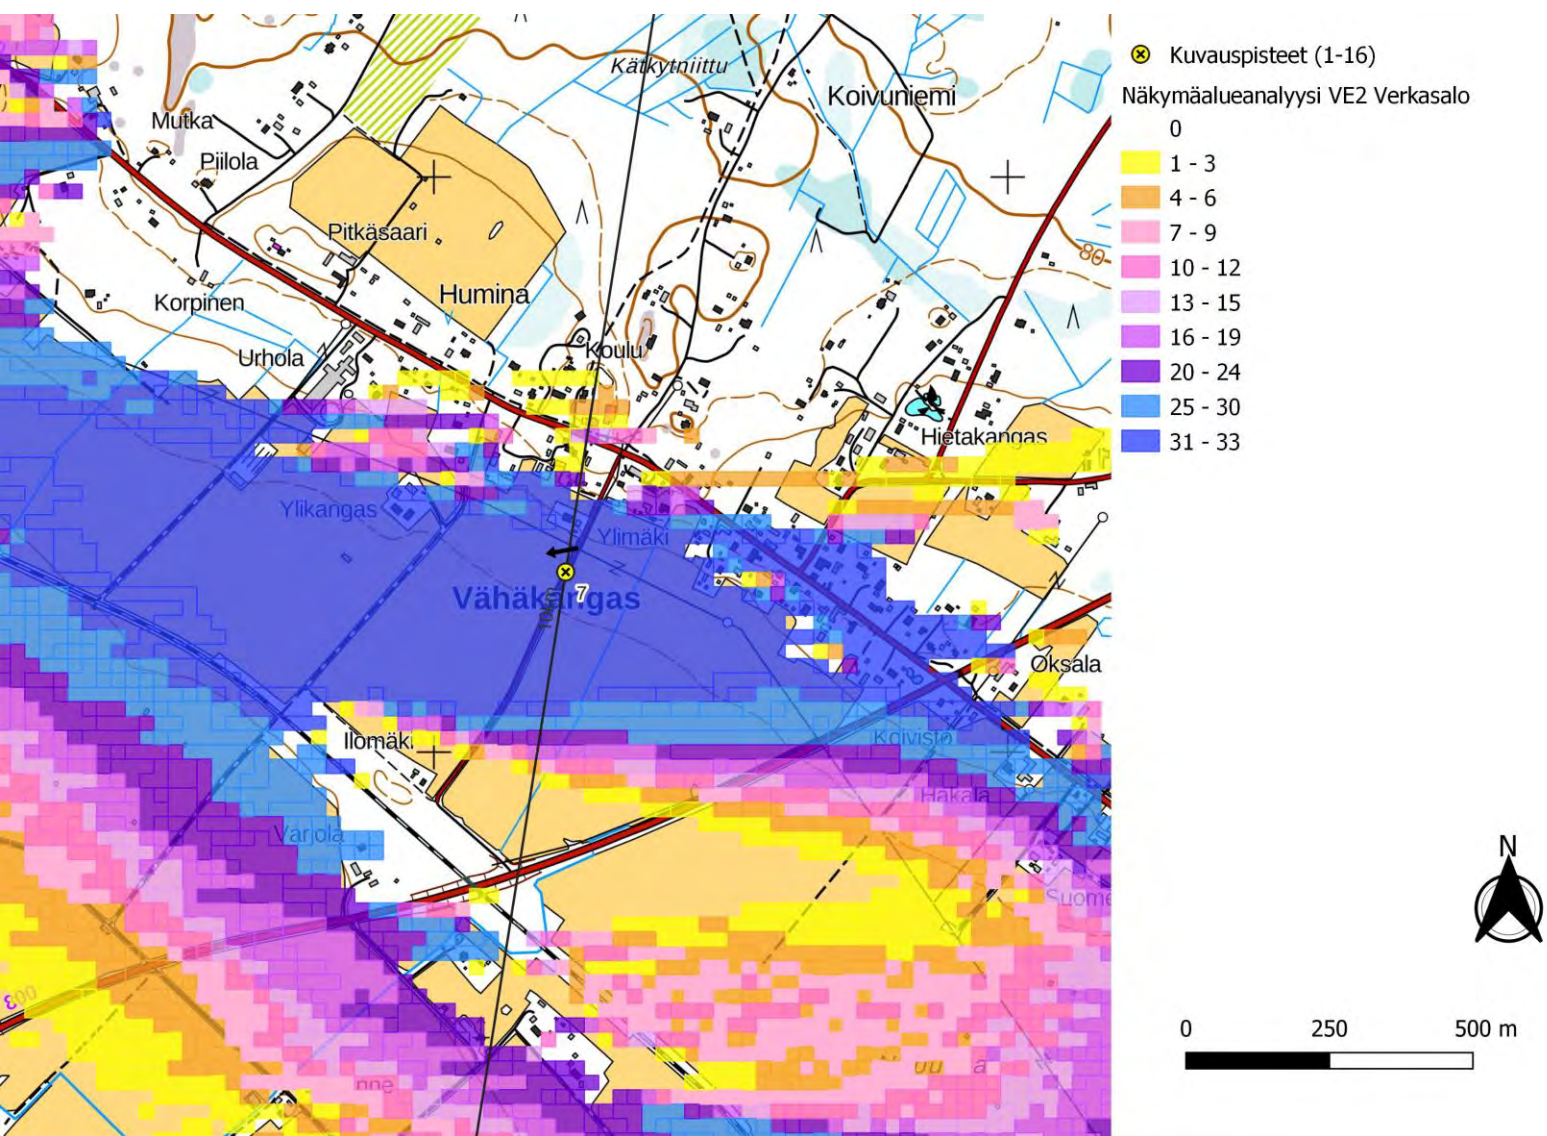 Kuvauspisteet (1-16)
Näkymäalueanalyysi VE2 Verkasalo
0
1 - 3
4 - 6
7 - 9
10 - 12
13 - 15
16 - 19
20 - 24
25 - 30
31 - 33
Kätkytniittu
Koivuniemi
Mutka
Piilola
Pitkäsaari
80
Korpinen
Humina
Urhola
Koulu
Hietakangas
Ylikangas
Ylimäki
7
Vähäkangas
Oksala
Ilomäki
Koivisto
Hakala
Varjola
N
0
250
500 m